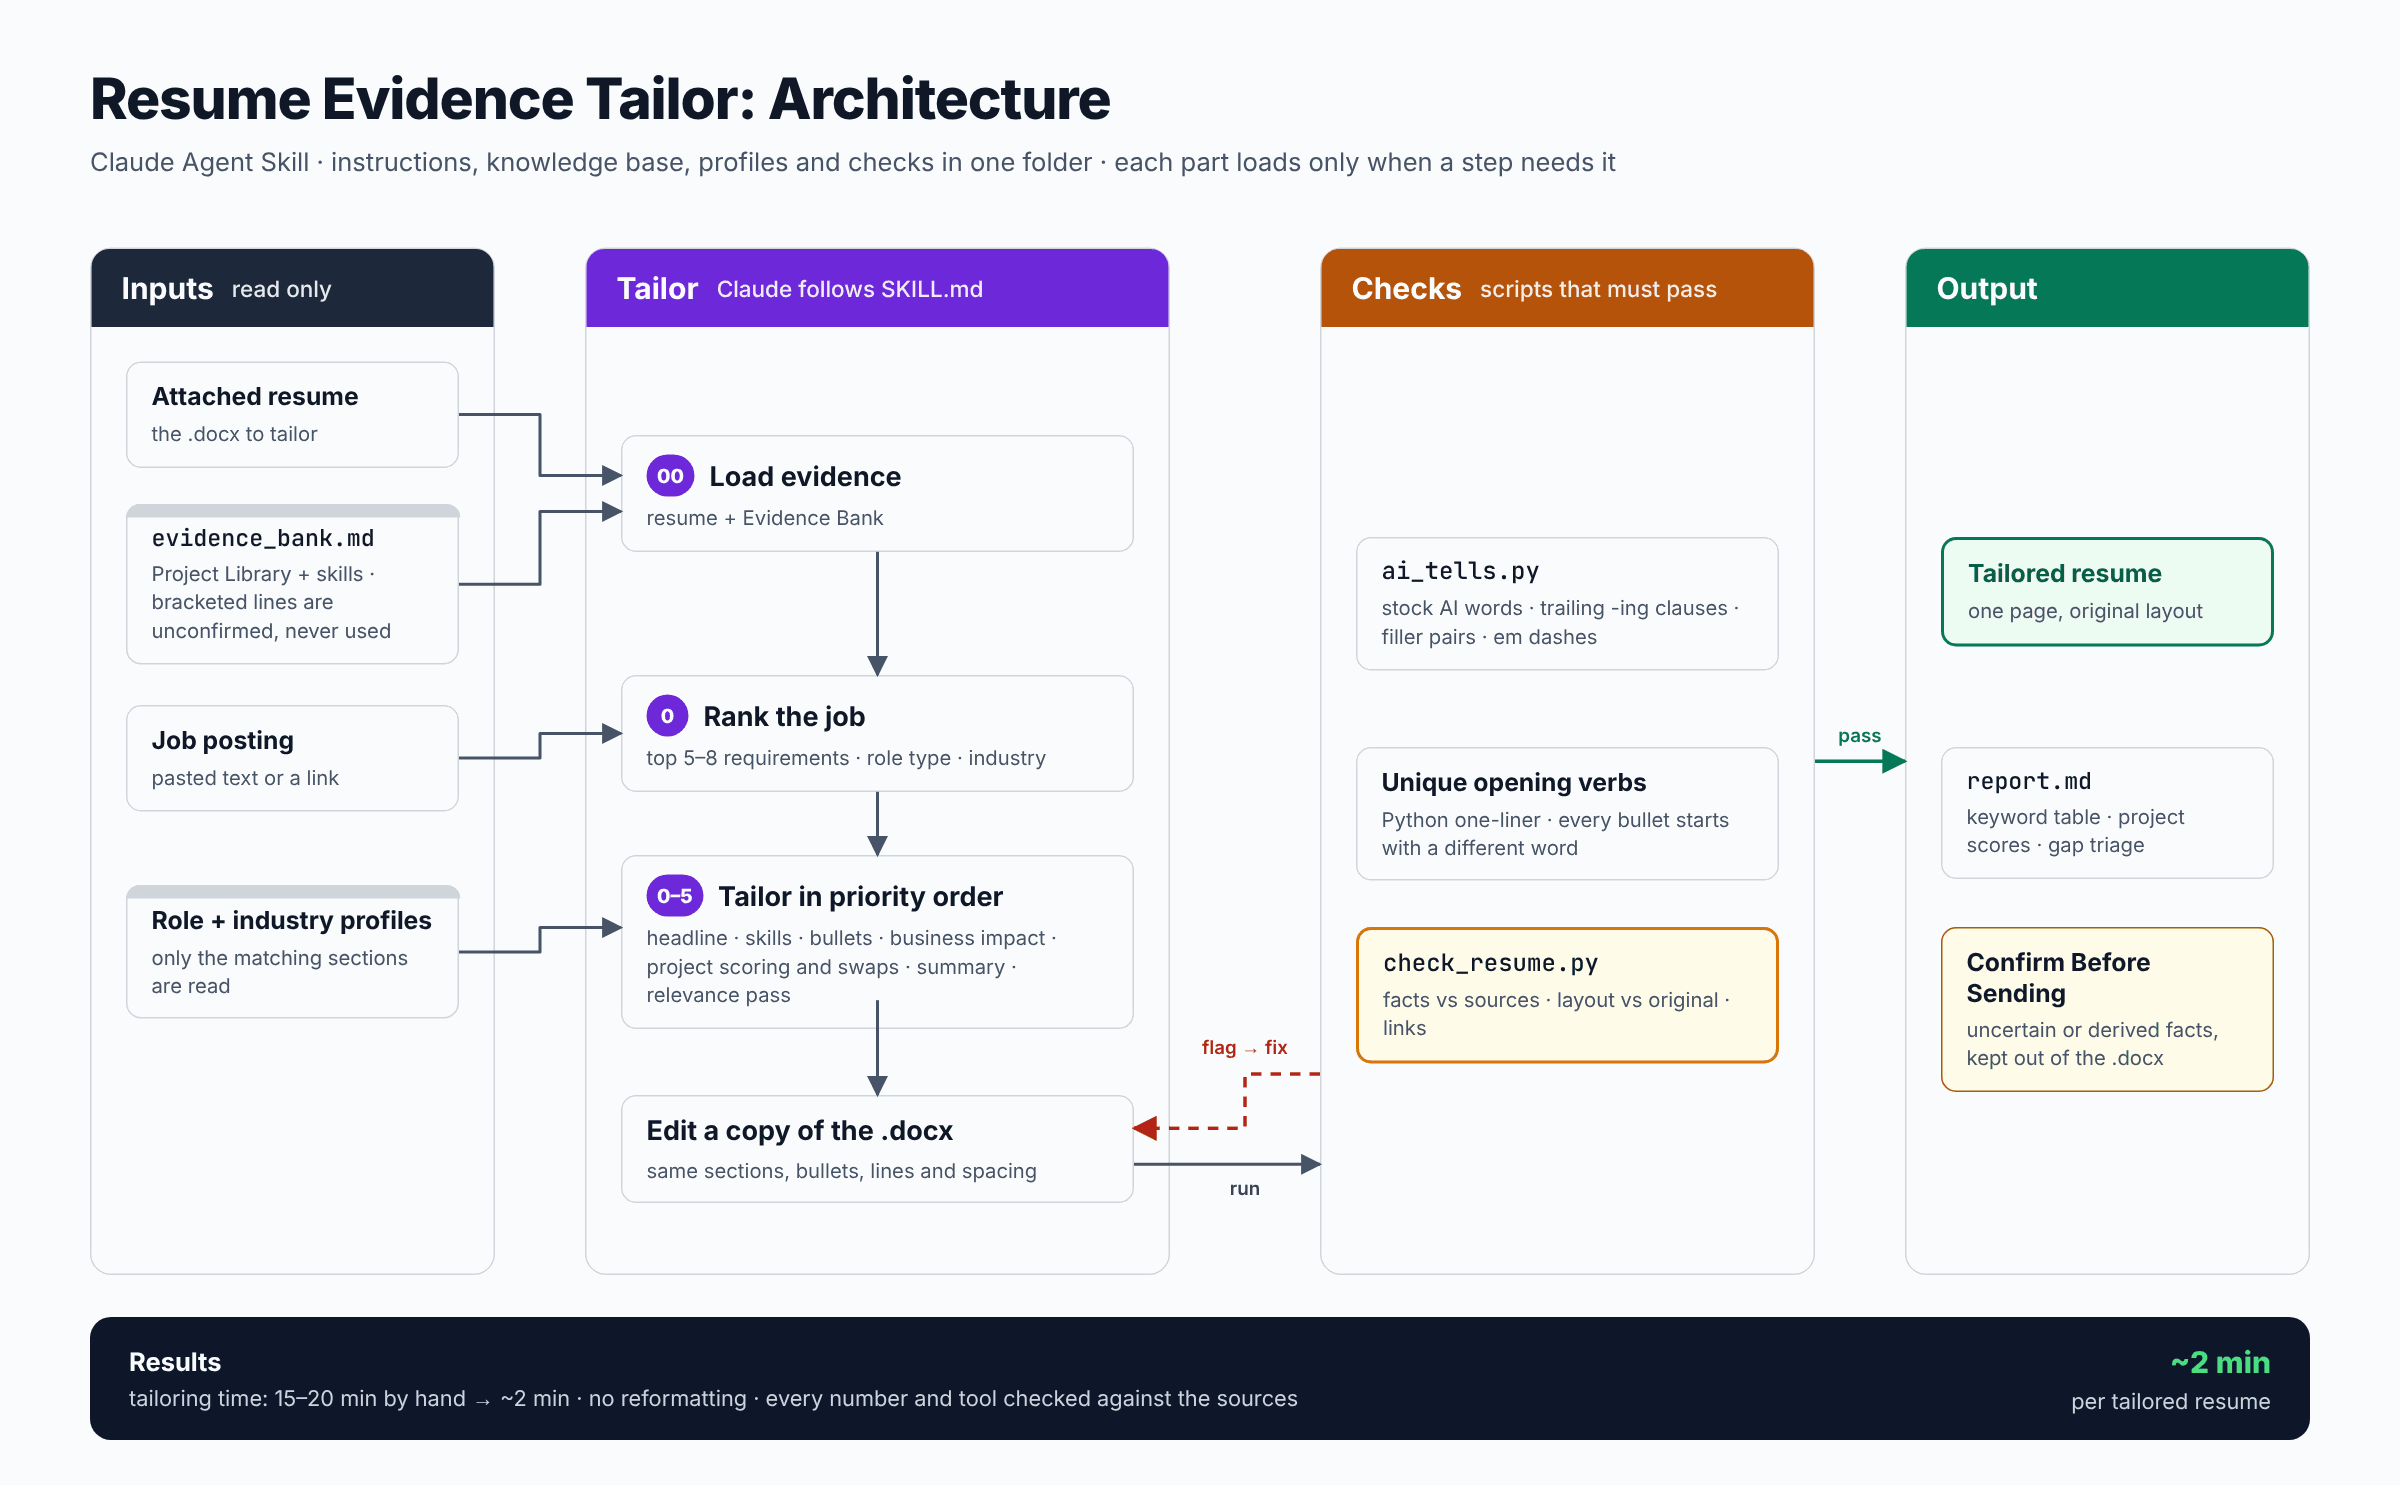 Resume Evidence Tailor: Architecture
Claude Agent Skill · instructions, knowledge base, profiles and checks in one folder · each part loads only when a step needs it
Inputs read only
Attached resume
the .docx to tailor
evidence_bank.md
Project Library + skills ·
bracketed lines are
unconfirmed, never used
Job posting
pasted text or a link
Role + industry profiles
only the matching sections
are read
Tailor Claude follows SKILL.md
00 Load evidence
resume + Evidence Bank
0 Rank the job
top 5–8 requirements · role type · industry
0–5 Tailor in priority order
headline · skills · bullets · business impact ·
project scoring and swaps · summary ·
relevance pass
Edit a copy of the .docx
same sections, bullets, lines and spacing
flag → fix
run
Checks scripts that must pass
ai_tells.py
stock AI words · trailing -ing clauses ·
filler pairs · em dashes
Unique opening verbs
Python one-liner · every bullet starts
with a different word
check_resume.py
facts vs sources · layout vs original ·
links
pass
Output
Tailored resume
one page, original layout
report.md
keyword table · project
scores · gap triage
Confirm Before
Sending
uncertain or derived facts,
kept out of the .docx
Results
tailoring time: 15–20 min by hand → ~2 min · no reformatting · every number and tool checked against the sources
~2 min
per tailored resume